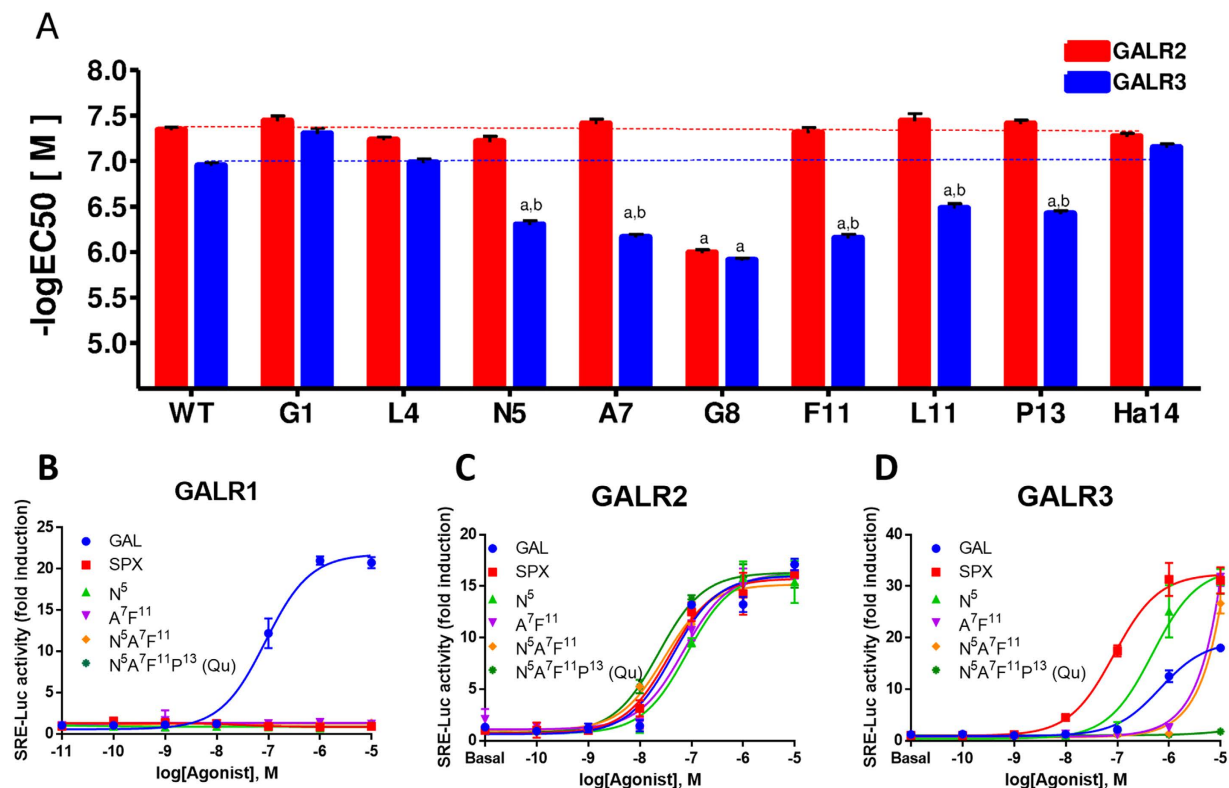 A
GALR2
GALR3
-logEC50 [ M ]
8.0
7.5
7.0
6.5
6.0
5.5
5.0
a,b
a,b
a
a
a,b
a,b
a,b
WT G1 L4 N5 A7 G8 F11 L11 P13 Ha14
B
GALR1
SRE-Luc activity (fold induction)
25
20
15
10
5
0
GAL
SPX
N⁵
A⁷F¹¹
N⁵A⁷F¹¹
N⁵A⁷F¹¹P¹³ (Qu)
-11 -10 -9 -8 -7 -6 -5
log[Agonist], M
C
GALR2
SRE-Luc activity (fold induction)
20
15
10
5
0
GAL
SPX
N⁵
A⁷F¹¹
N⁵A⁷F¹¹
N⁵A⁷F¹¹P¹³ (Qu)
Basal -10 -9 -8 -7 -6 -5
log[Agonist], M
D
GALR3
SRE-Luc activity (fold induction)
40
30
20
10
0
GAL
SPX
N⁵
A⁷F¹¹
N⁵A⁷F¹¹
N⁵A⁷F¹¹P¹³ (Qu)
Basal -10 -9 -8 -7 -6 -5
log[Agonist], M